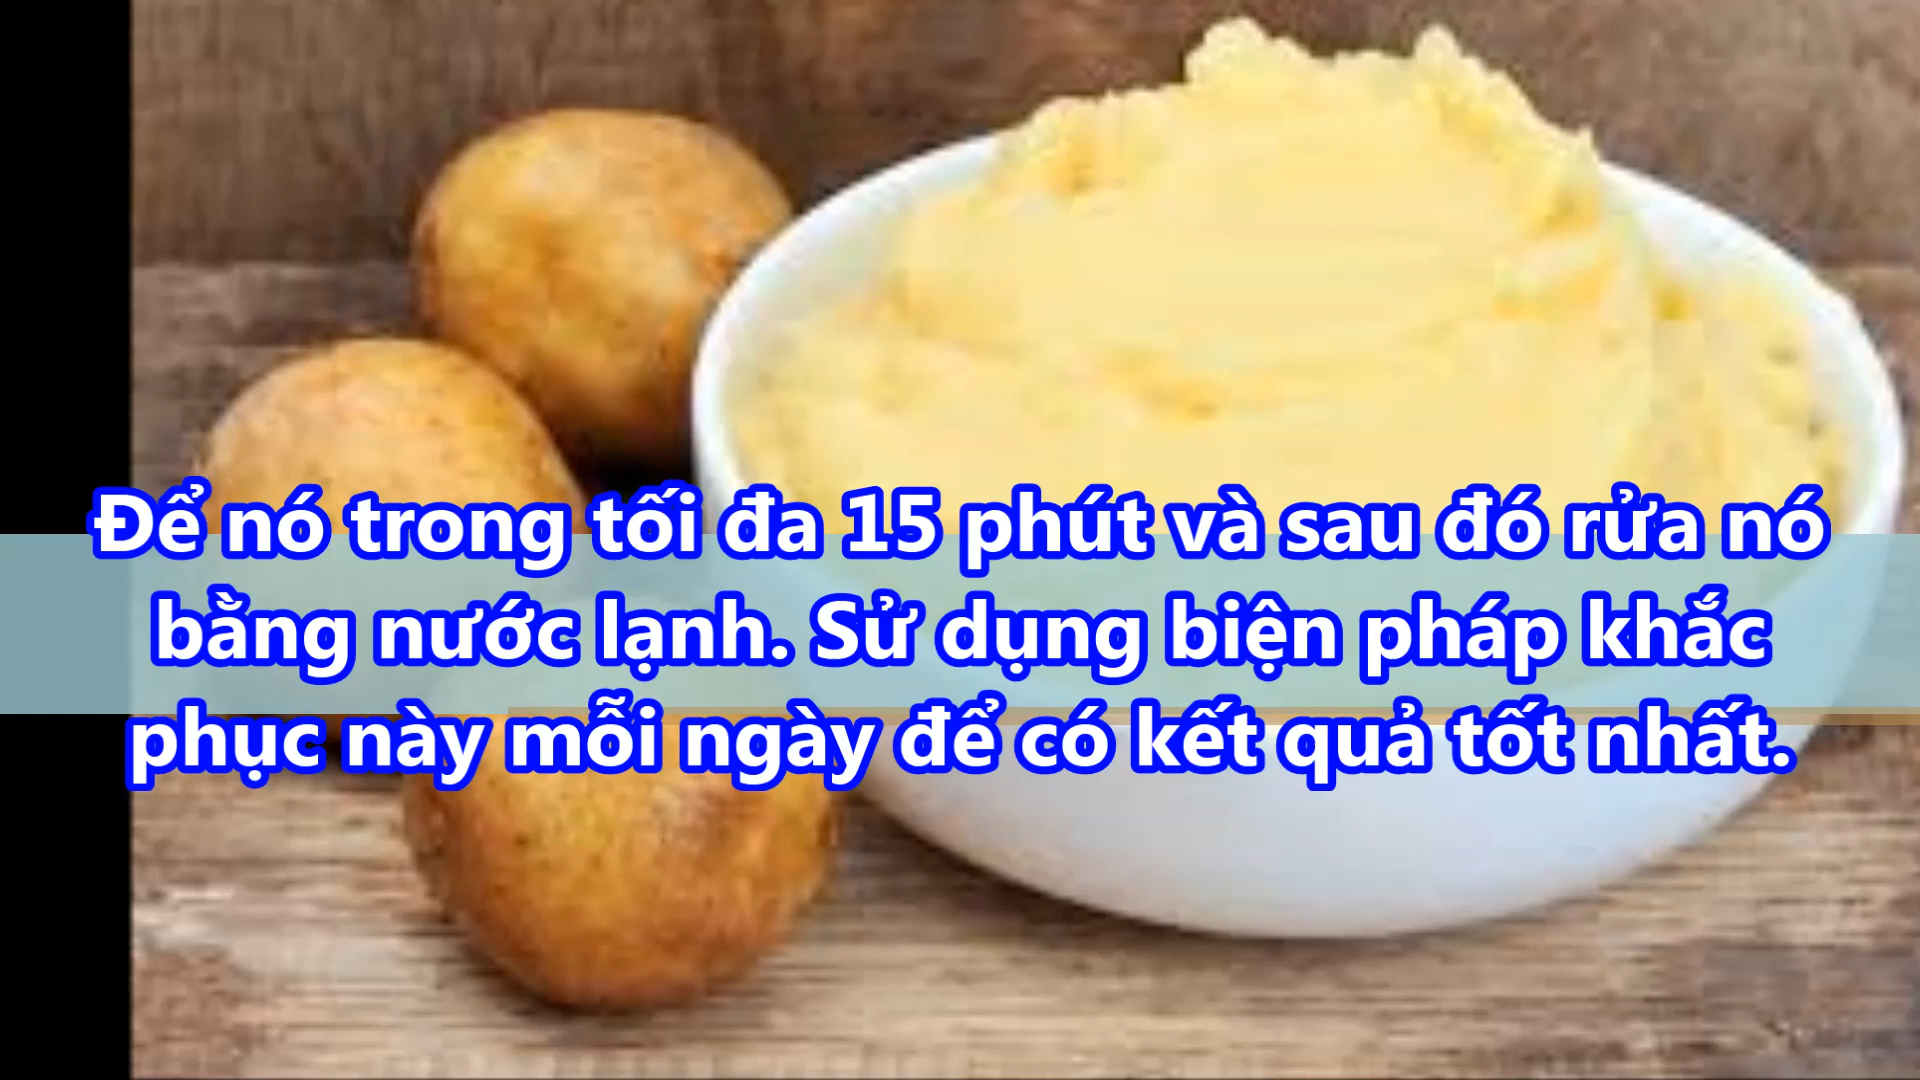 Để nó trong tối đa 15 phút và sau đó rửa nó
bằng nước lạnh. Sử dụng biện pháp khắc
phục này mỗi ngày để có kết quả tốt nhất.